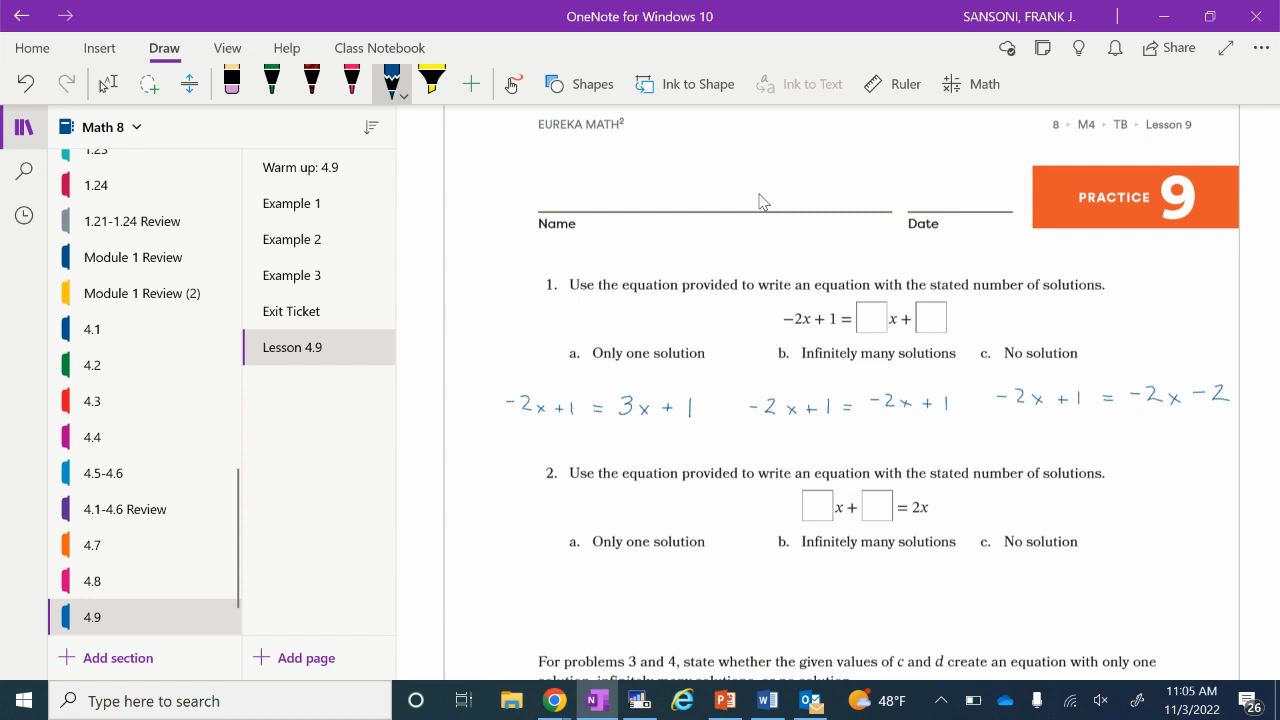 OneNote for Windows 10
SANSONI, FRANK J.
Home Insert Draw View Help Class Notebook
Share
Shapes Ink to Shape Ink to Text Ruler Math
Math 8
1.23
1.24
1.21-1.24 Review
Module 1 Review
Module 1 Review (2)
4.1
4.2
4.3
4.4
4.5-4.6
4.1-4.6 Review
4.7
4.8
4.9
Add section
Warm up: 4.9
Example 1
Example 2
Example 3
Exit Ticket
Lesson 4.9
Add page
EUREKA MATH²
8 ▸ M4 ▸ TB ▸ Lesson 9
PRACTICE 9
Name
Date
1. Use the equation provided to write an equation with the stated number of solutions.
−2x + 1 = □ x + □
a. Only one solution b. Infinitely many solutions c. No solution
-2x + 1 = 3x + 1 -2x + 1 = -2x + 1 -2x + 1 = -2x - 2
2. Use the equation provided to write an equation with the stated number of solutions.
□ x + □ = 2x
a. Only one solution b. Infinitely many solutions c. No solution
For problems 3 and 4, state whether the given values of c and d create an equation with only one
solution, infinitely many solutions, or no solution.
Type here to search
48°F
11:05 AM
11/3/2022
26